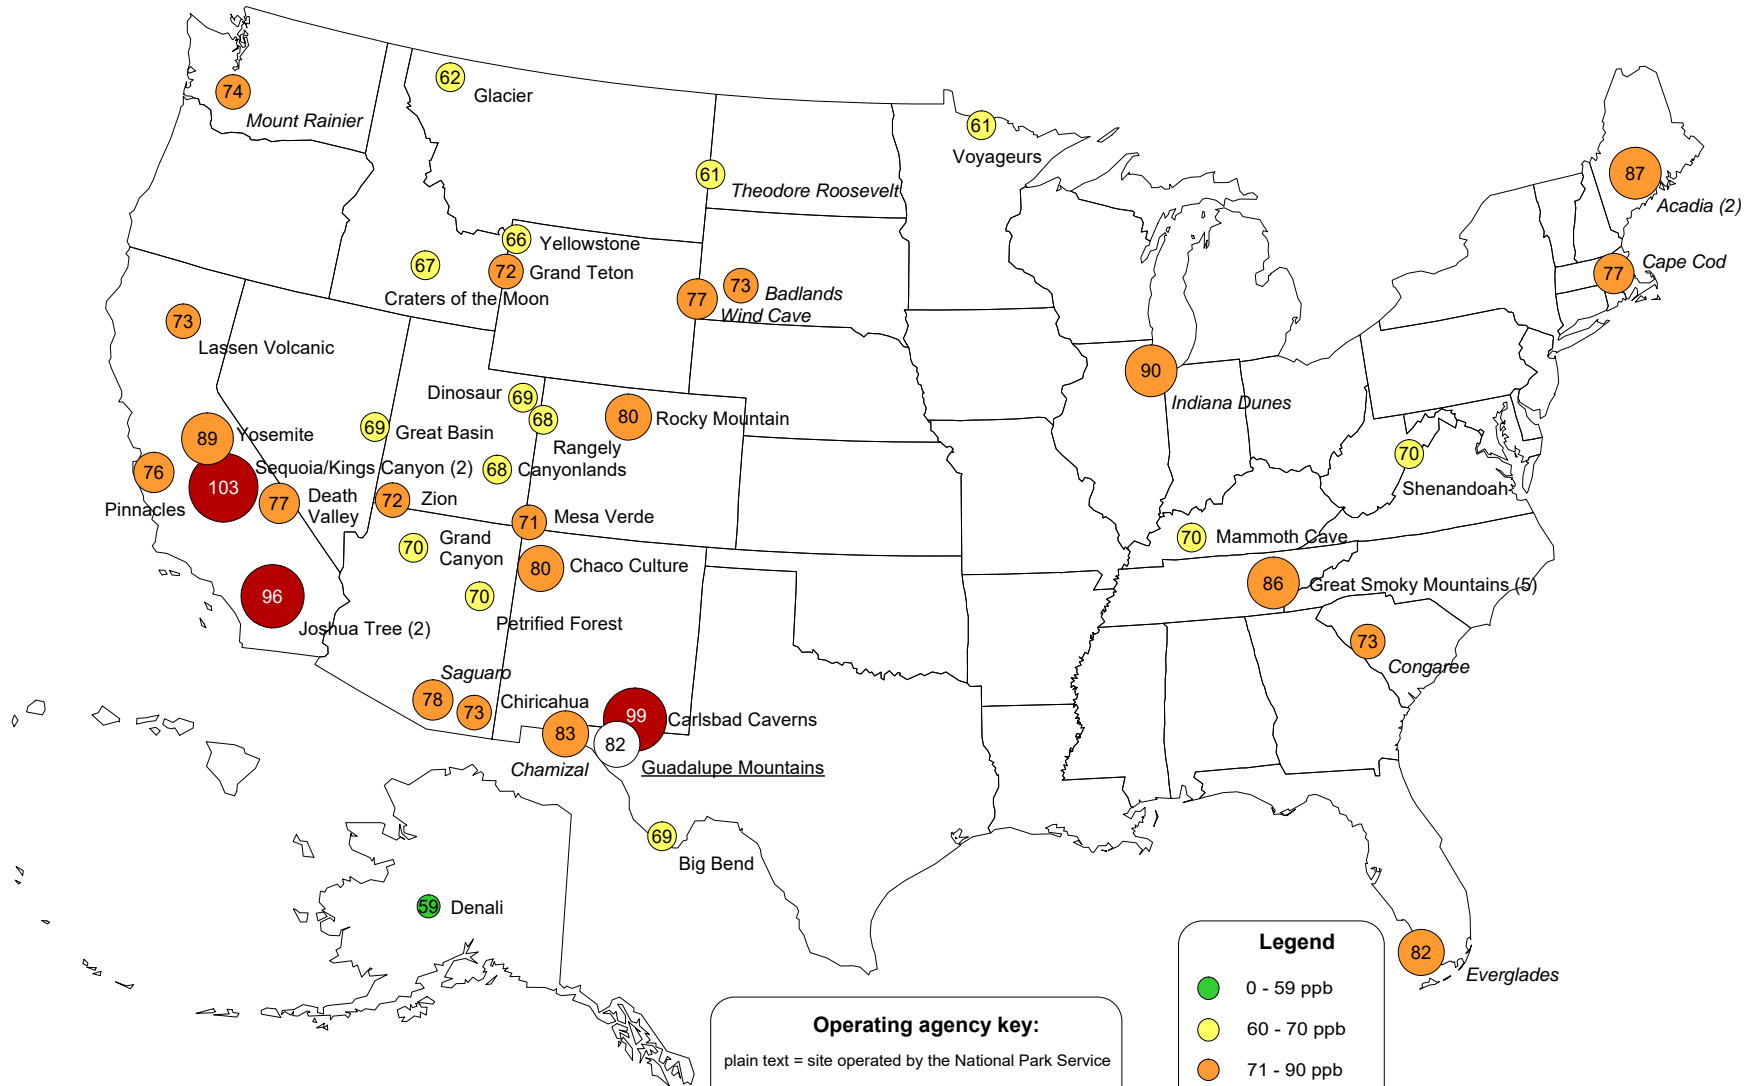 62
Glacier
74
Mount Rainier
61
Voyageurs
61
Theodore Roosevelt
87
Acadia (2)
66
Yellowstone
67
72
Grand Teton
Craters of the Moon
77
73
Badlands
Wind Cave
77
Cape Cod
73
Lassen Volcanic
90
Indiana Dunes
Dinosaur
69
68
Rangely
80
Rocky Mountain
69
Great Basin
89
Yosemite
76
Pinnacles
Sequoia/Kings Canyon (2)
103
77
Death
Valley
68
Canyonlands
72
Zion
70
Shenandoah
71
Mesa Verde
70
Grand
Canyon
70
Mammoth Cave
80
Chaco Culture
86
Great Smoky Mountains (5)
96
Joshua Tree (2)
70
Petrified Forest
73
Congaree
Saguaro
78
73
Chiricahua
99
Carlsbad Caverns
83
Chamizal
82
Guadalupe Mountains
69
Big Bend
59
Denali
82
Everglades
Legend
0 - 59 ppb
60 - 70 ppb
71 - 90 ppb
Operating agency key:
plain text = site operated by the National Park Service